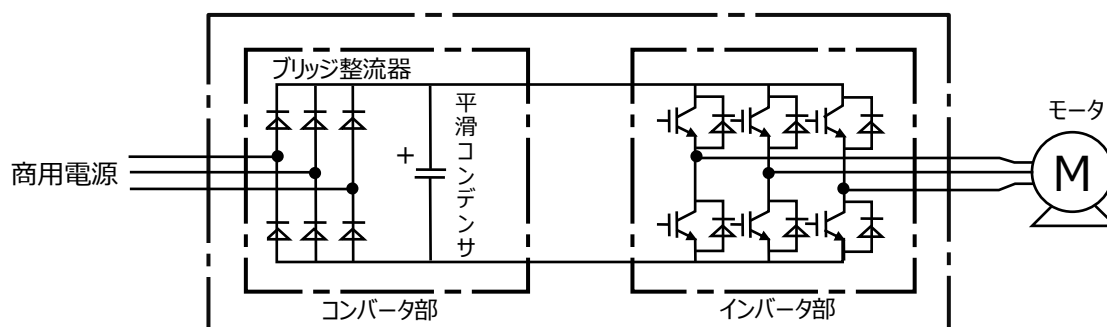 ブリッジ整流器
平滑コンデンサ
+
商用電源
モータ
M
コンバータ部
インバータ部